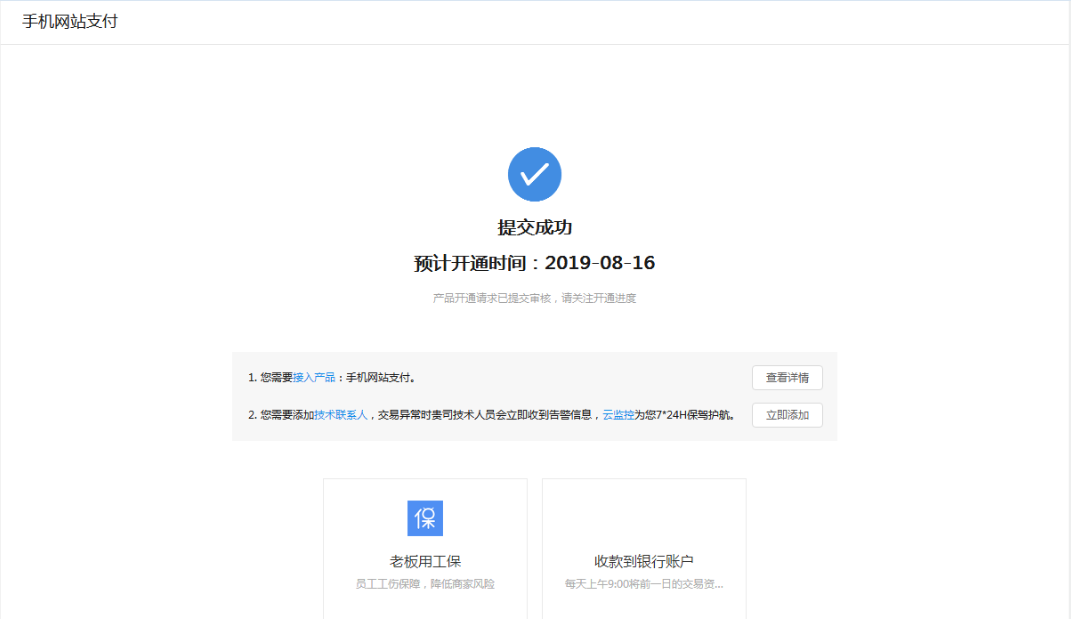 手机网站支付
提交成功
预计开通时间：2019-08-16
产品开通请求已提交审核，请关注开通进度
1. 您需要接入产品：手机网站支付。
查看详情
2. 您需要添加技术联系人，交易异常时贵司技术人员会立即收到告警信息，云监控为您7*24H保驾护航。
立即添加
保
老板用工保
员工工伤保障，降低商家风险
收款到银行账户
每天上午9:00将前一日的交易资...